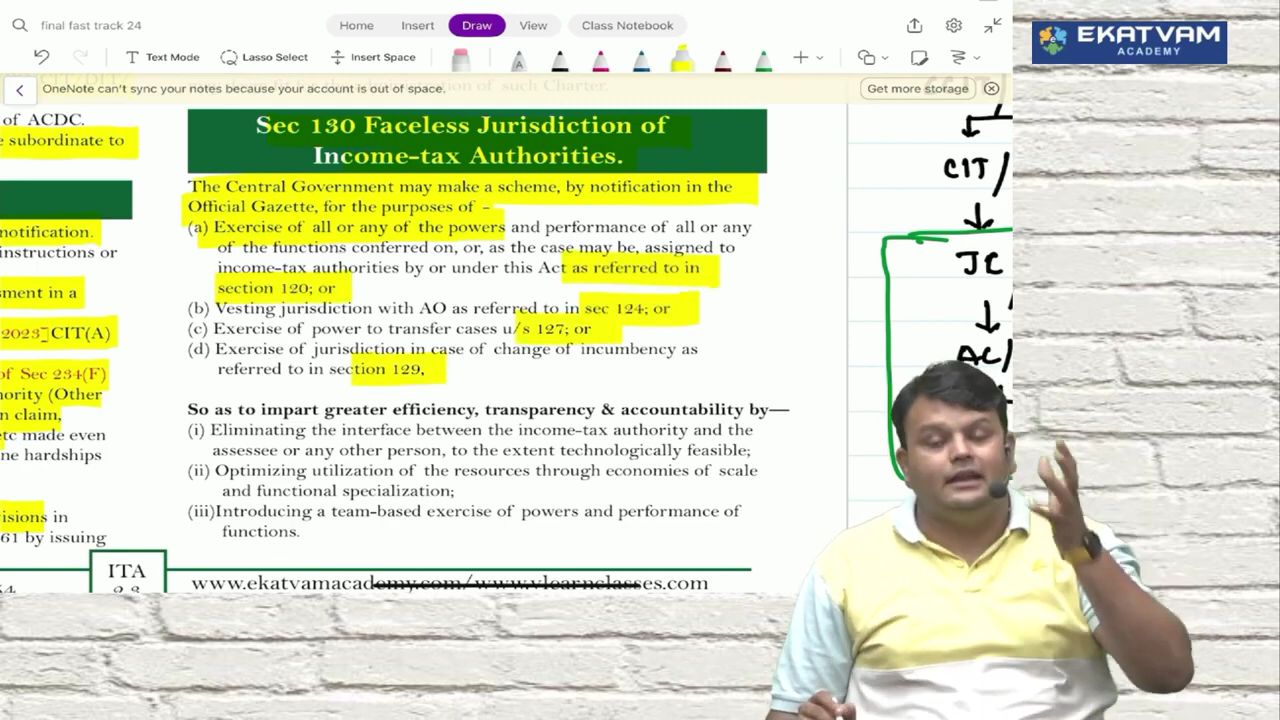 final fast track 24
Home Insert Draw View Class Notebook
Text Mode Lasso Select Insert Space
OneNote can't sync your notes because your account is out of space. Get more storage
of such Charter.
of ACDC.
subordinate to
notification.
instructions or
sment in a
2023 CIT(A)
of Sec 234(F)
hority (Other
n claim,
etc made even
ne hardships
isions in
61 by issuing
Sec 130 Faceless Jurisdiction of
Income-tax Authorities.
The Central Government may make a scheme, by notification in the
Official Gazette, for the purposes of -
(a) Exercise of all or any of the powers and performance of all or any
of the functions conferred on, or, as the case may be, assigned to
income-tax authorities by or under this Act as referred to in
section 120; or
(b) Vesting jurisdiction with AO as referred to in sec 124; or
(c) Exercise of power to transfer cases u/s 127; or
(d) Exercise of jurisdiction in case of change of incumbency as
referred to in section 129,
So as to impart greater efficiency, transparency & accountability by—
(i) Eliminating the interface between the income-tax authority and the
assessee or any other person, to the extent technologically feasible;
(ii) Optimizing utilization of the resources through economies of scale
and functional specialization;
(iii)Introducing a team-based exercise of powers and performance of
functions.
ITA
www.ekatvamacademy.com/www.vlearnclasses.com
CIT/
JC
AC/
EKATVAM
ACADEMY